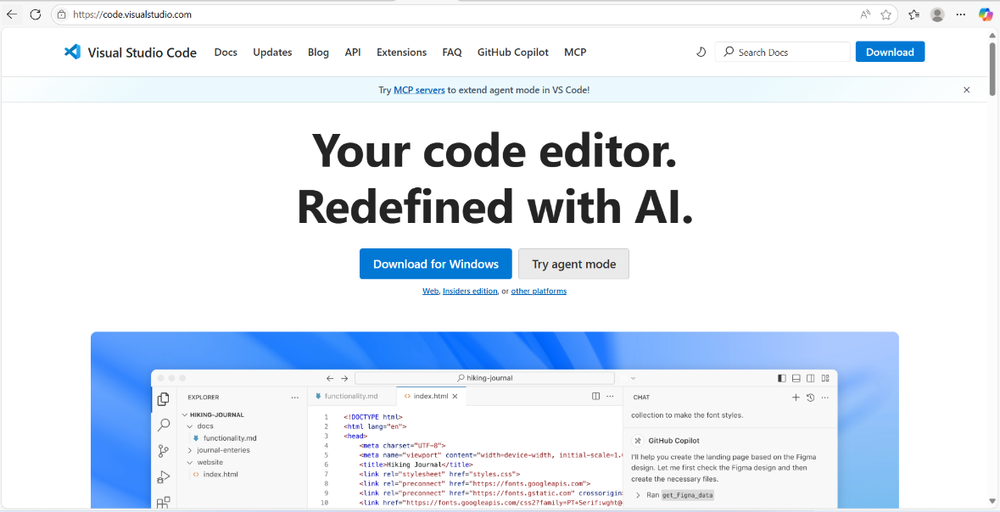 https://code.visualstudio.com
Visual Studio Code Docs Updates Blog API Extensions FAQ GitHub Copilot MCP Search Docs Download
Try MCP servers to extend agent mode in VS Code!
Your code editor.
Redefined with AI.
Download for Windows Try agent mode
Web, Insiders edition, or other platforms
hiking-journal
EXPLORER
HIKING-JOURNAL
docs
functionality.md
journal-enteries
website
index.html
functionality.md index.html
1 <!DOCTYPE html>
2 <html lang="en">
3 <head>
4 <meta charset="UTF-8">
5 <meta name="viewport" content="width=device-width, initial-scale=1.0
6 <title>Hiking Journal</title>
7 <link rel="stylesheet" href="styles.css">
8 <link rel="preconnect" href="https://fonts.googleapis.com">
9 <link rel="preconnect" href="https://fonts.gstatic.com" crossorigin>
10 <link href="https://fonts.googleapis.com/css2?family=PT+Serif:wght@
CHAT
collection to make the font styles.
GitHub Copilot
I'll help you create the landing page based on the Figma
design. Let me first check the Figma design and then
create the necessary files.
Ran get_Figma_data